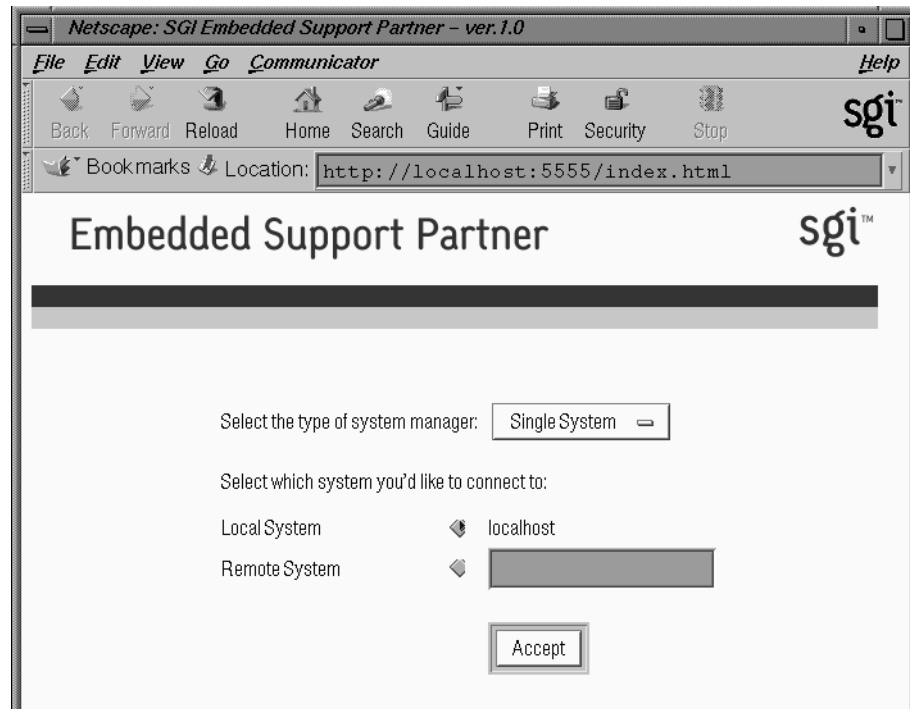 Netscape: SGI Embedded Support Partner – ver.1.0
File Edit View Go Communicator Help
Back Forward Reload Home Search Guide Print Security Stop sgi™
Bookmarks Location: http://localhost:5555/index.html
Embedded Support Partner sgi™
Select the type of system manager: Single System
Select which system you'd like to connect to:
Local System localhost
Remote System
Accept